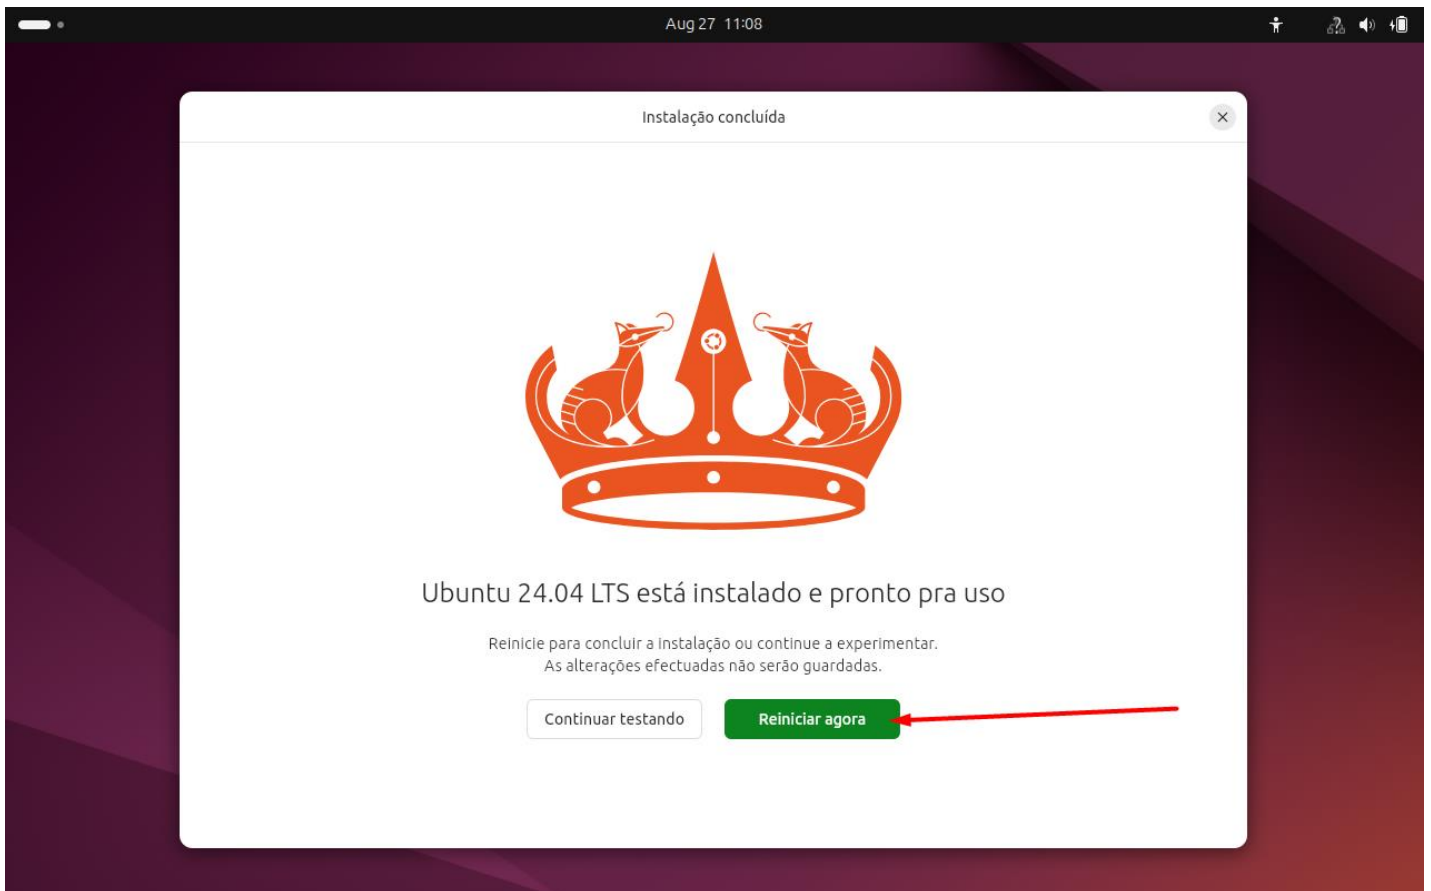 Aug 27 11:08
Instalação concluída
Ubuntu 24.04 LTS está instalado e pronto pra uso
Reinicie para concluir a instalação ou continue a experimentar.
As alterações efectuadas não serão guardadas.
Continuar testando
Reiniciar agora